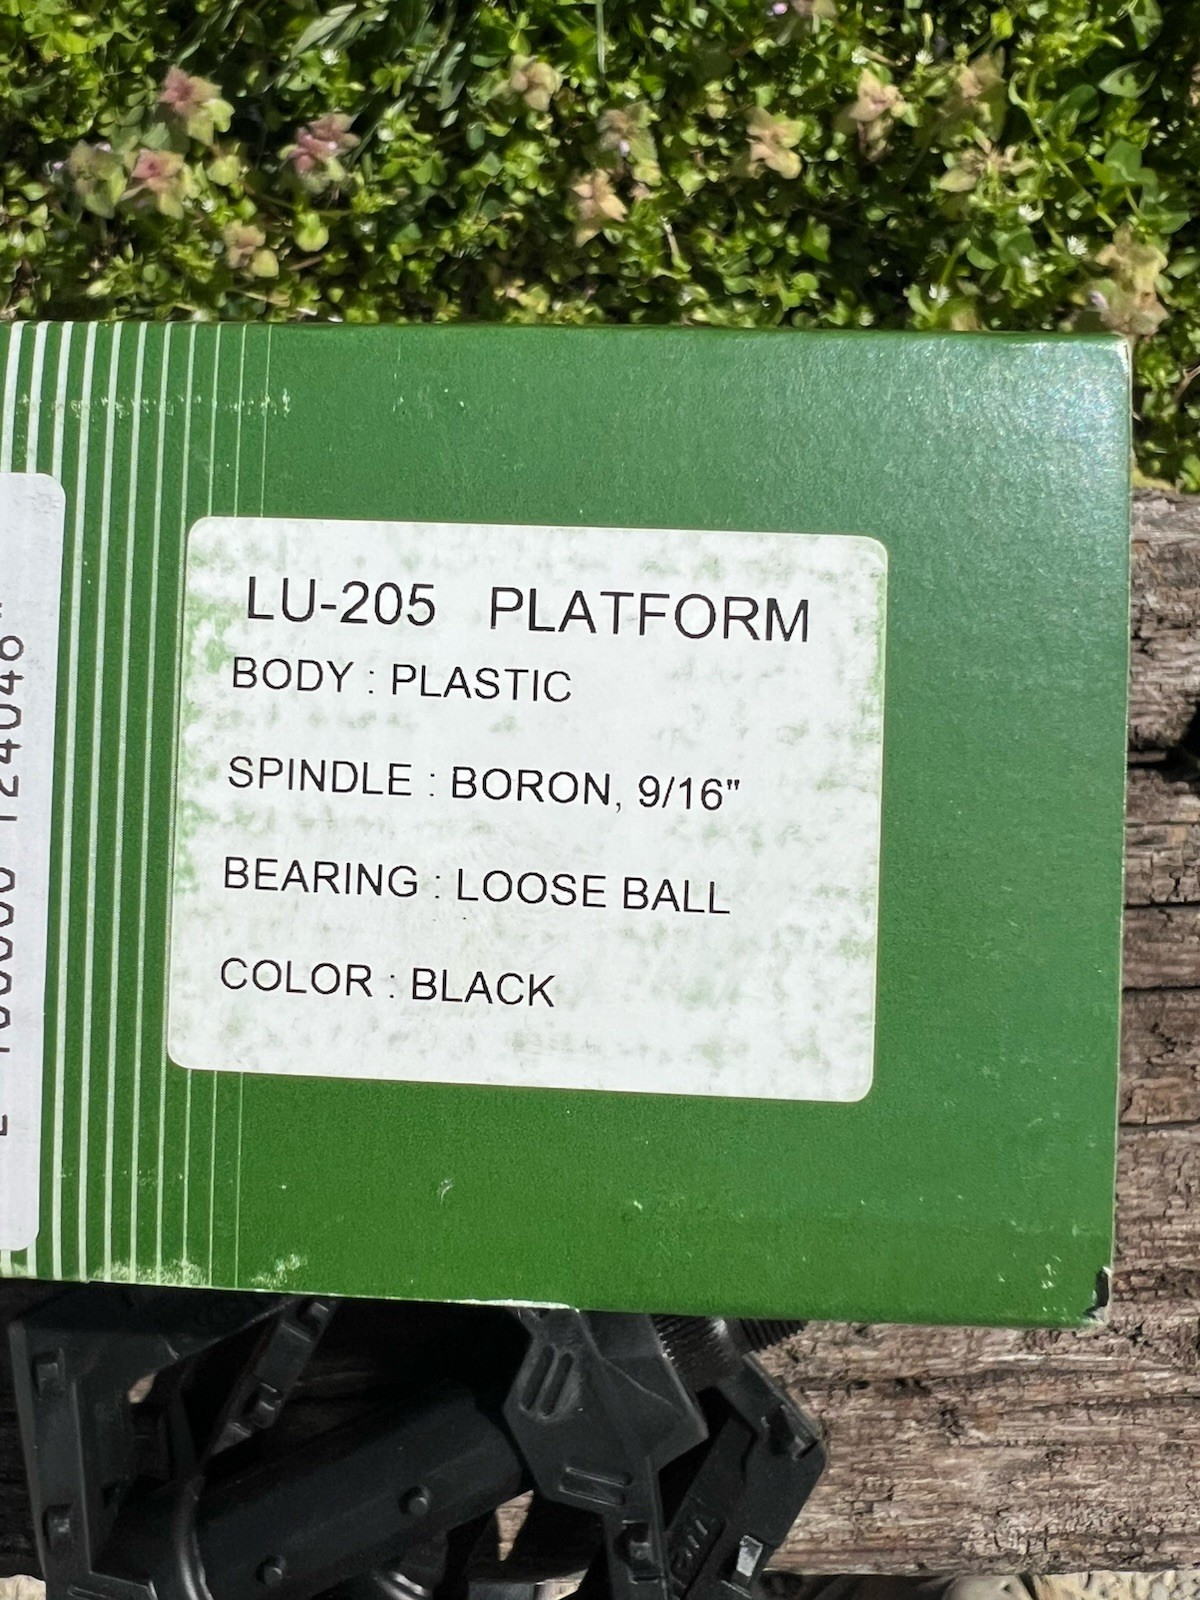 LU-205 PLATFORM
BODY : PLASTIC
SPINDLE : BORON, 9/16"
BEARING : LOOSE BALL
COLOR : BLACK